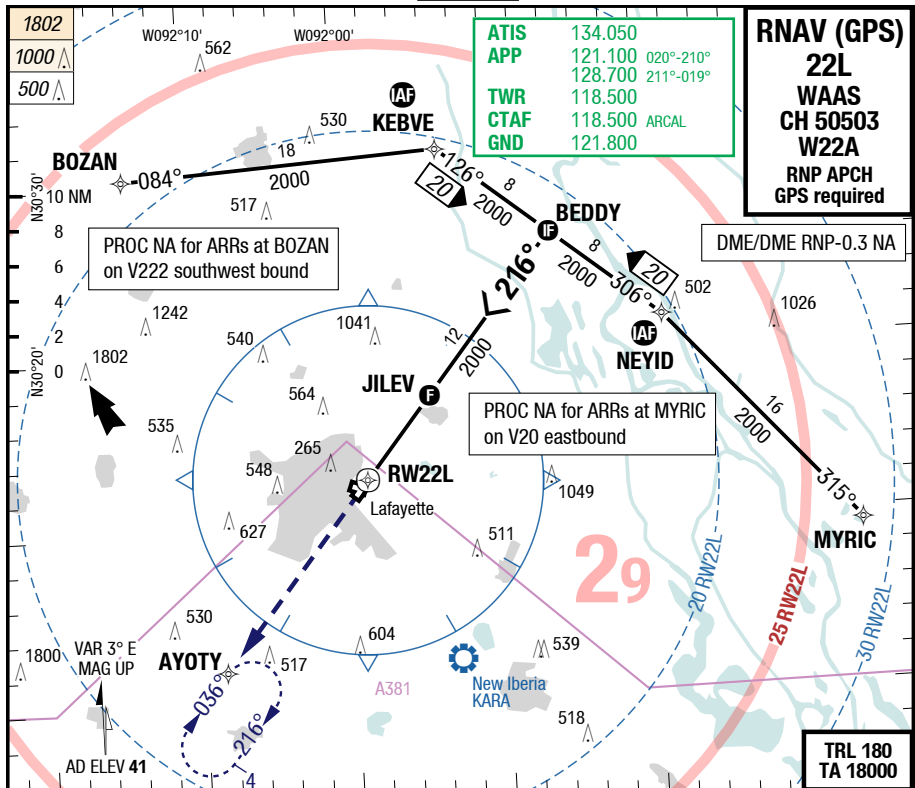 1802
1000
500
W092°10'
W092°00'
562
ATIS 134.050
APP 121.100 020°-210°
128.700 211°-019°
TWR 118.500
CTAF 118.500 ARCAL
GND 121.800
RNAV (GPS)
22L
WAAS
CH 50503
W22A
RNP APCH
GPS required
IAF
KEBVE
530
BOZAN
084°
18
2000
126°
8
2000
20
N30°30'
10 NM
8
6
4
2
0
N30°20'
517
BEDDY
IF
216°
8
2000
306°
20
502
DME/DME RNP-0.3 NA
PROC NA for ARRs at BOZAN
on V222 southwest bound
1242
1802
540
1041
12
2000
IAF
NEYID
1026
JILEV
F
564
16
2000
315°
MYRIC
PROC NA for ARRs at MYRIC
on V20 eastbound
535
265
548
RW22L
Lafayette
1049
627
511
29
20 RW22L
25 RW22L
30 RW22L
530
604
539
1800
VAR 3° E
MAG UP
AYOTY
517
036°
216°
4
A381
New Iberia
KARA
518
AD ELEV 41
TRL 180
TA 18000